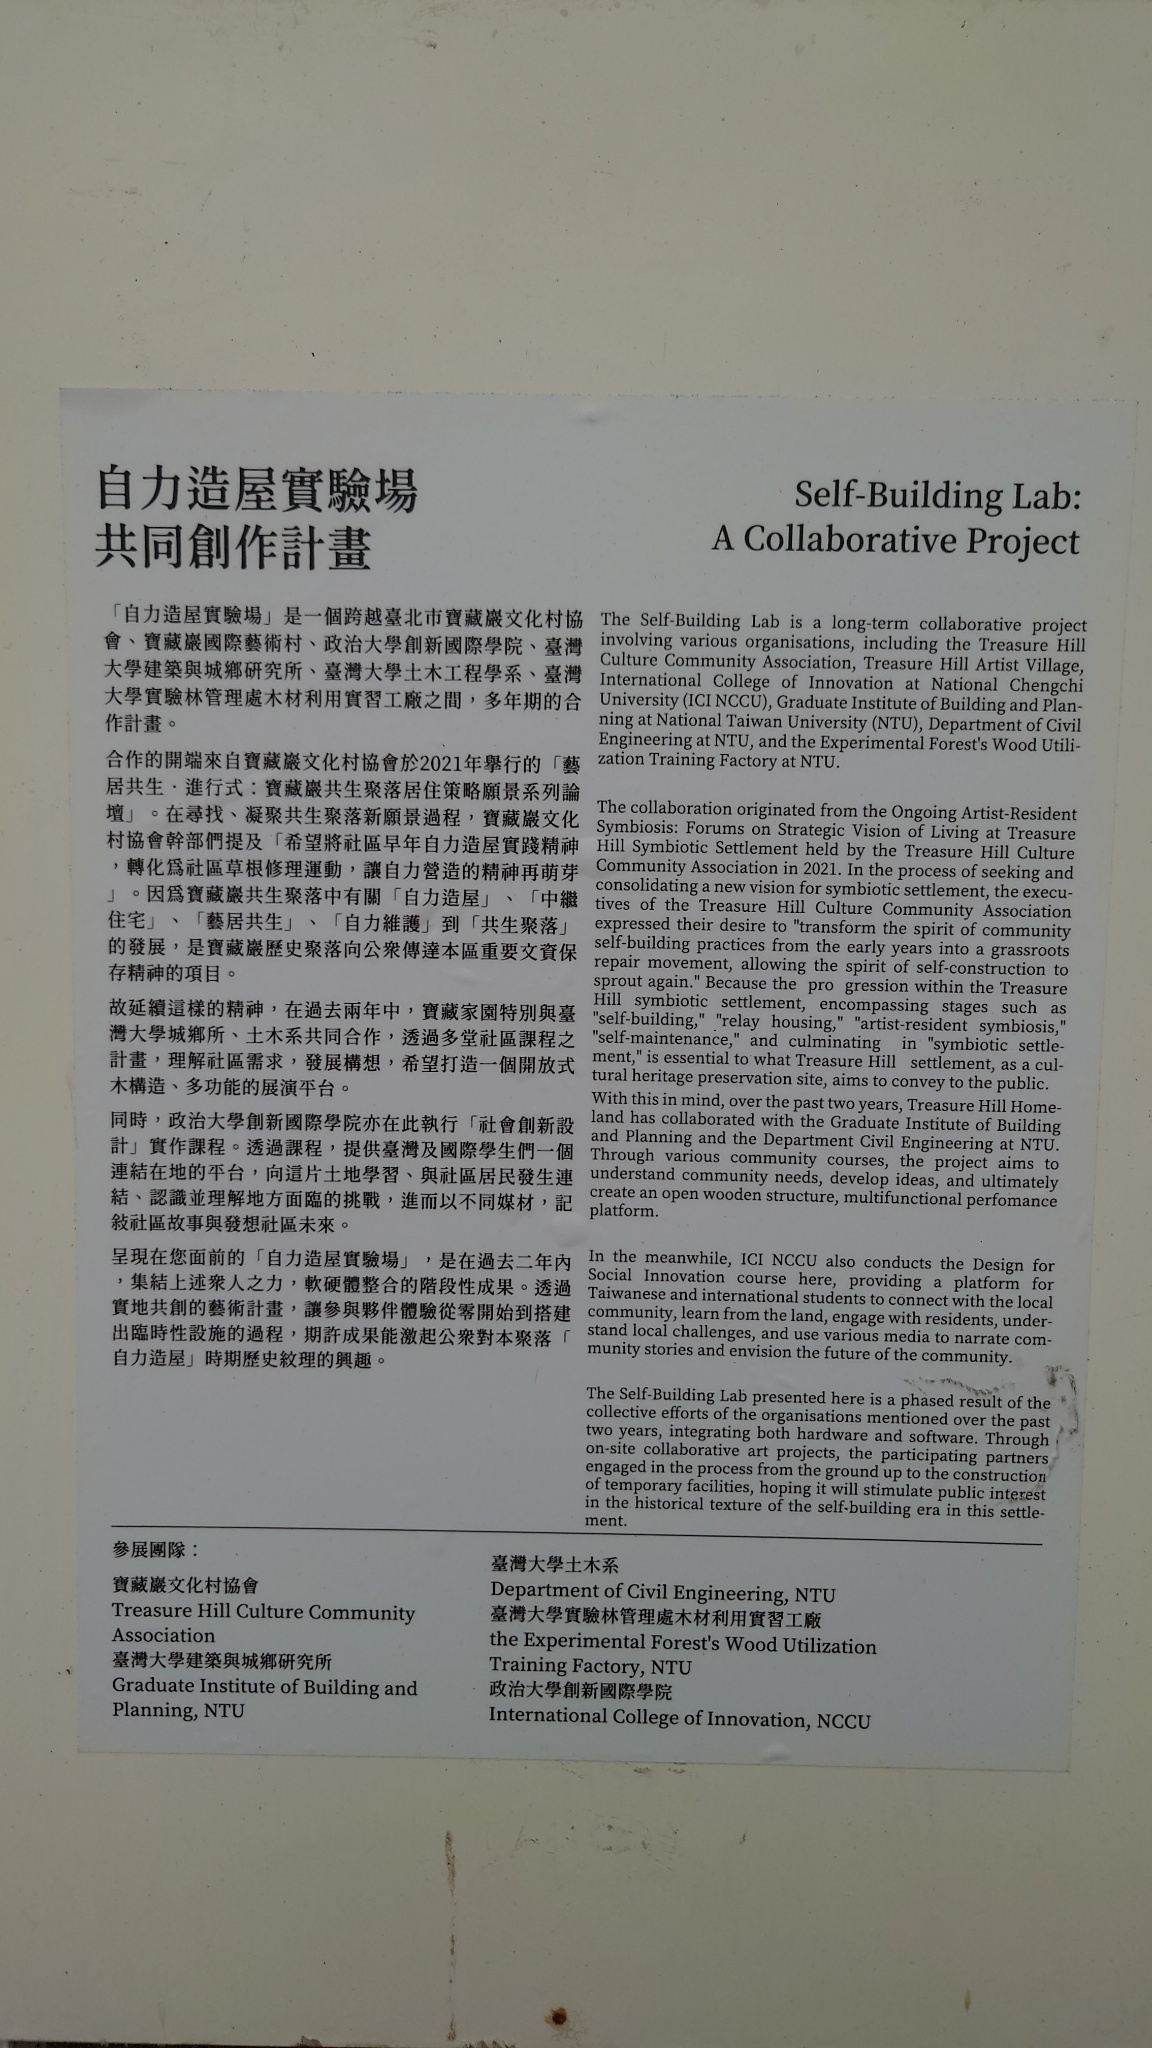 自力造屋實驗場
共同創作計畫
Self-Building Lab:
A Collaborative Project
「自力造屋實驗場」是一個跨越臺北市寶藏巖文化村協
會、寶藏巖國際藝術村、政治大學創新國際學院、臺灣
大學建築與城鄉研究所、臺灣大學土木工程學系、臺灣
大學實驗林管理處木材利用實習工廠之間，多年期的合
作計畫。
合作的開端來自寶藏巖文化村協會於2021年舉行的「藝
居共生．進行式：寶藏巖共生聚落居住策略願景系列論
壇」。在尋找、凝聚共生聚落新願景過程，寶藏巖文化
村協會幹部們提及「希望將社區早年自力造屋實踐精神
，轉化爲社區草根修理運動，讓自力營造的精神再萌芽
」。因爲寶藏巖共生聚落中有關「自力造屋」、「中繼
住宅」、「藝居共生」、「自力維護」到「共生聚落」
的發展，是寶藏巖歷史聚落向公衆傳達本區重要文資保
存精神的項目。
故延續這樣的精神，在過去兩年中，寶藏家園特別與臺
灣大學城鄉所、土木系共同合作，透過多堂社區課程之
計畫，理解社區需求，發展構想，希望打造一個開放式
木構造、多功能的展演平台。
同時，政治大學創新國際學院亦在此執行「社會創新設
計」實作課程。透過課程，提供臺灣及國際學生們一個
連結在地的平台，向這片土地學習、與社區居民發生連
結、認識並理解地方面臨的挑戰，進而以不同媒材，記
敍社區故事與發想社區未來。
呈現在您面前的「自力造屋實驗場」，是在過去二年內
，集結上述衆人之力，軟硬體整合的階段性成果。透過
實地共創的藝術計畫，讓參與夥伴體驗從零開始到搭建
出臨時性設施的過程，期許成果能激起公衆對本聚落「
自力造屋」時期歷史紋理的興趣。
The Self-Building Lab is a long-term collaborative project
involving various organisations, including the Treasure Hill
Culture Community Association, Treasure Hill Artist Village,
International College of Innovation at National Chengchi
University (ICI NCCU), Graduate Institute of Building and Plan-
ning at National Taiwan University (NTU), Department of Civil
Engineering at NTU, and the Experimental Forest's Wood Utili-
zation Training Factory at NTU.
The collaboration originated from the Ongoing Artist-Resident
Symbiosis: Forums on Strategic Vision of Living at Treasure
Hill Symbiotic Settlement held by the Treasure Hill Culture
Community Association in 2021. In the process of seeking and
consolidating a new vision for symbiotic settlement, the execu-
tives of the Treasure Hill Culture Community Association
expressed their desire to "transform the spirit of community
self-building practices from the early years into a grassroots
repair movement, allowing the spirit of self-construction to
sprout again." Because the pro gression within the Treasure
Hill symbiotic settlement, encompassing stages such as
"self-building," "relay housing," "artist-resident symbiosis,"
"self-maintenance," and culminating in "symbiotic settle-
ment," is essential to what Treasure Hill settlement, as a cul-
tural heritage preservation site, aims to convey to the public.
With this in mind, over the past two years, Treasure Hill Home-
land has collaborated with the Graduate Institute of Building
and Planning and the Department Civil Engineering at NTU.
Through various community courses, the project aims to
understand community needs, develop ideas, and ultimately
create an open wooden structure, multifunctional perfomance
platform.
In the meanwhile, ICI NCCU also conducts the Design for
Social Innovation course here, providing a platform for
Taiwanese and international students to connect with the local
community, learn from the land, engage with residents, under-
stand local challenges, and use various media to narrate com-
munity stories and envision the future of the community.
The Self-Building Lab presented here is a phased result of the
collective efforts of the organisations mentioned over the past
two years, integrating both hardware and software. Through
on-site collaborative art projects, the participating partners
engaged in the process from the ground up to the construction
of temporary facilities, hoping it will stimulate public interest
in the historical texture of the self-building era in this settle-
ment.
參展團隊：
寶藏巖文化村協會
Treasure Hill Culture Community
Association
臺灣大學建築與城鄉研究所
Graduate Institute of Building and
Planning, NTU
臺灣大學土木系
Department of Civil Engineering, NTU
臺灣大學實驗林管理處木材利用實習工廠
the Experimental Forest's Wood Utilization
Training Factory, NTU
政治大學創新國際學院
International College of Innovation, NCCU